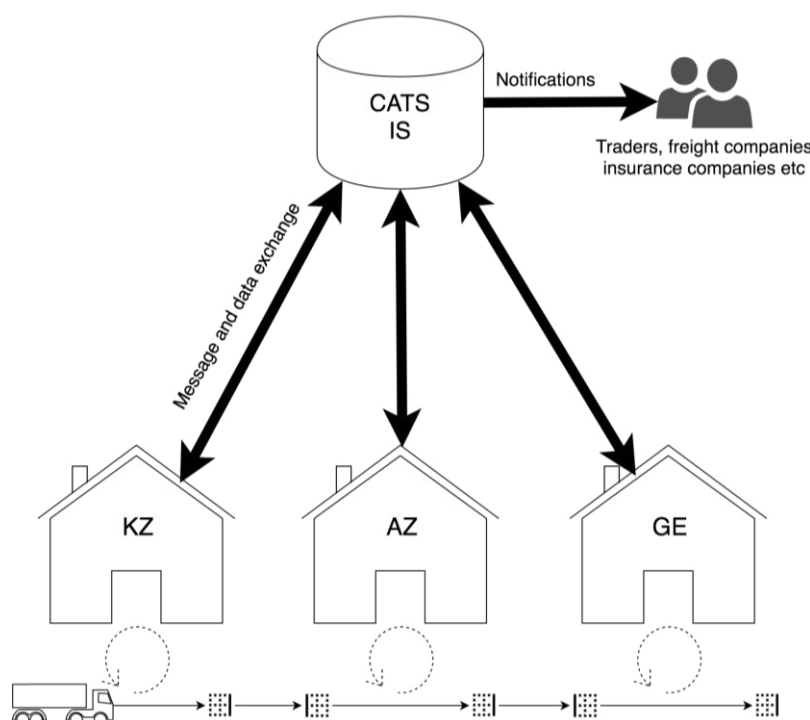 CATS
IS
Notifications
Traders, freight companies
insurance companies etc
Message and data exchange
KZ
AZ
GE